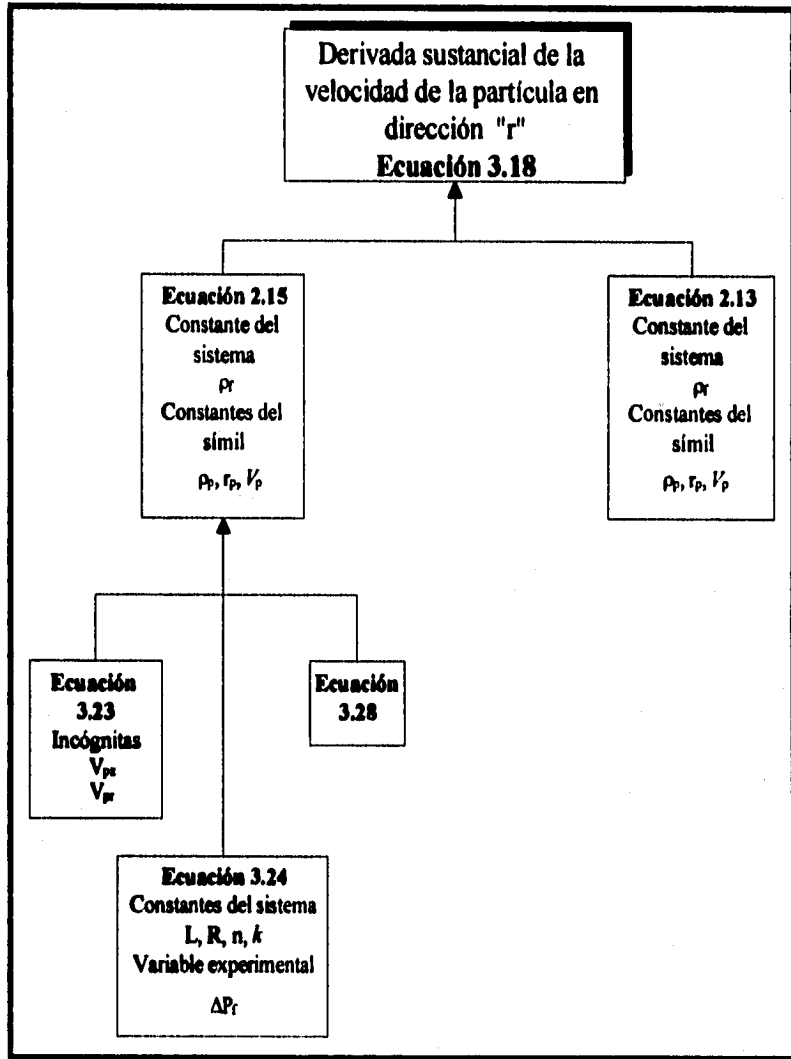 Derivada sustancial de la
velocidad de la partícula en
dirección "r"
Ecuación 3.18
Ecuación 2.15
Constante del
sistema
ρf
Constantes del
símil
ρp, rp, Vp
Ecuación 2.13
Constante del
sistema
ρf
Constantes del
símil
ρp, rp, Vp
Ecuación
3.23
Incógnitas
Vpz
Vpr
Ecuación
3.28
Ecuación 3.24
Constantes del sistema
L, R, n, k
Variable experimental
ΔPf